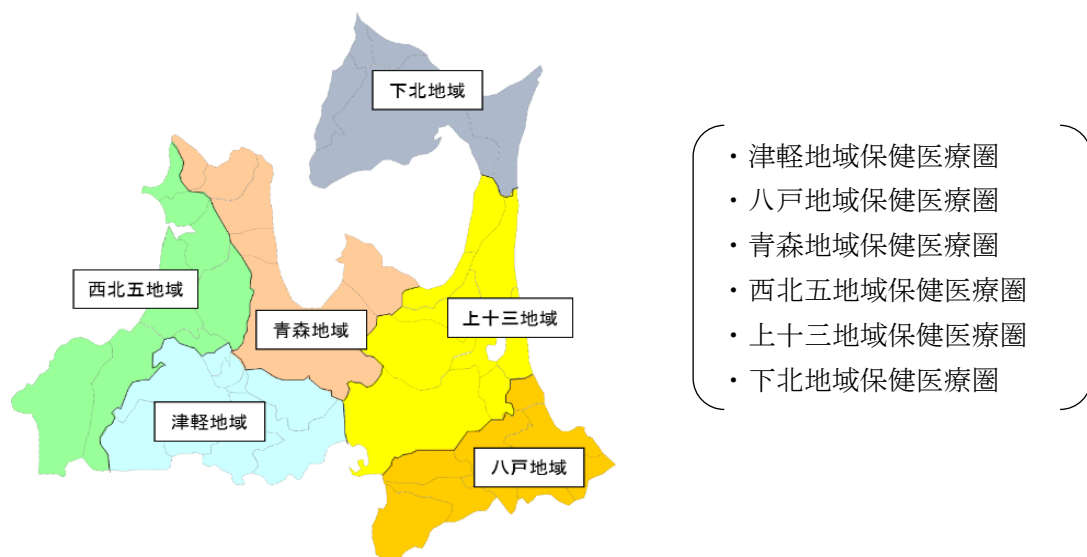 下北地域
西北五地域
青森地域
上十三地域
津軽地域
八戸地域
・津軽地域保健医療圏
・八戸地域保健医療圏
・青森地域保健医療圏
・西北五地域保健医療圏
・上十三地域保健医療圏
・下北地域保健医療圏